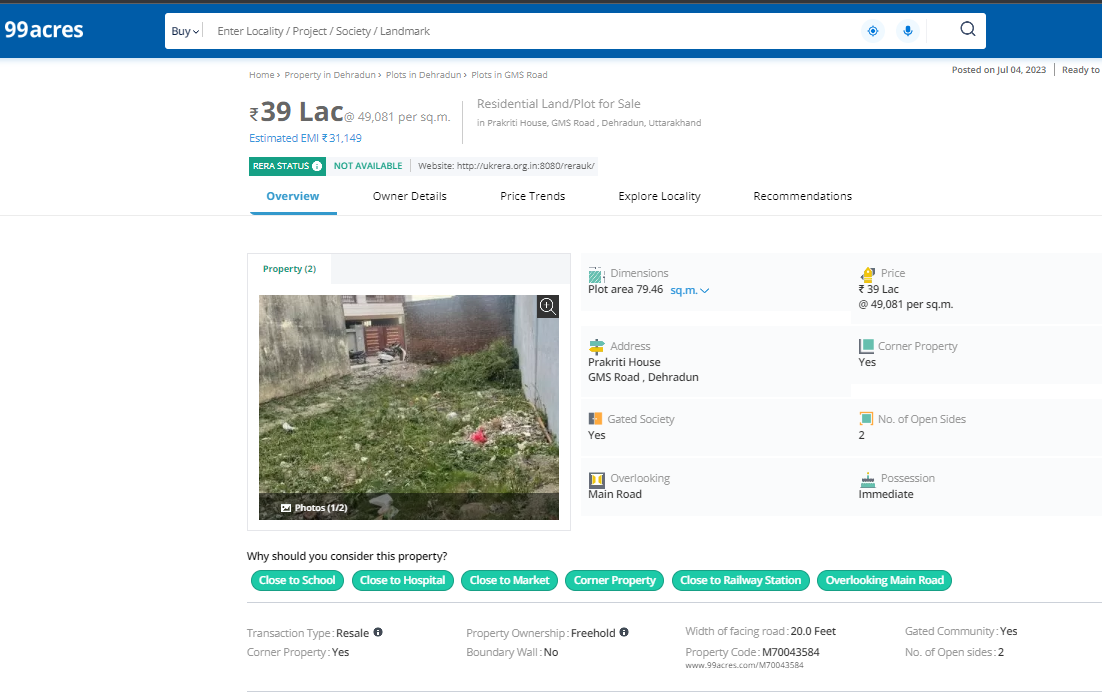 99acres
Buy
Enter Locality / Project / Society / Landmark
Home › Property in Dehradun › Plots in Dehradun › Plots in GMS Road
Posted on Jul 04, 2023 | Ready to
₹39 Lac @ 49,081 per sq.m.
Estimated EMI ₹31,149
Residential Land/Plot for Sale
in Prakriti House, GMS Road , Dehradun, Uttarakhand
RERA STATUS NOT AVAILABLE | Website: http://ukrera.org.in:8080/rerauk/
Overview Owner Details Price Trends Explore Locality Recommendations
Property (2)
Photos (1/2)
Dimensions
Plot area 79.46 sq.m.
Price
₹ 39 Lac
@ 49,081 per sq.m.
Address
Prakriti House
GMS Road , Dehradun
Corner Property
Yes
Gated Society
Yes
No. of Open Sides
2
Overlooking
Main Road
Possession
Immediate
Why should you consider this property?
Close to School Close to Hospital Close to Market Corner Property Close to Railway Station Overlooking Main Road
Transaction Type : Resale
Property Ownership : Freehold
Width of facing road : 20.0 Feet
Gated Community : Yes
Corner Property : Yes
Boundary Wall : No
Property Code : M70043584
www.99acres.com/M70043584
No. of Open sides : 2